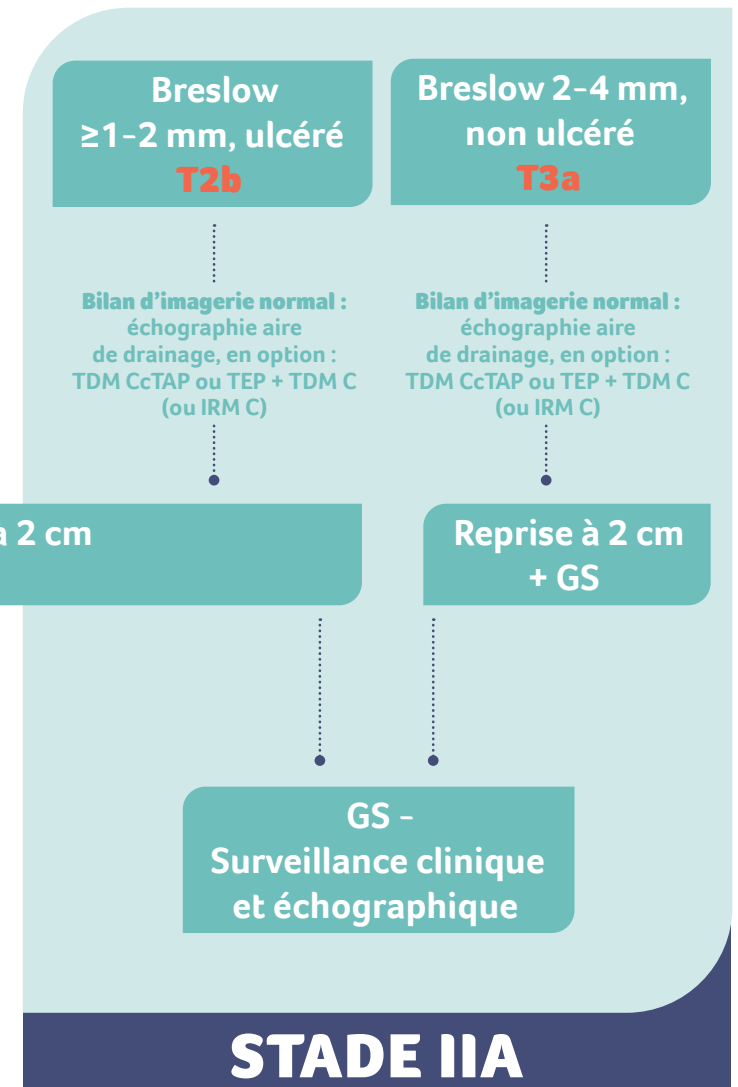 Breslow
≥1-2 mm, ulcéré
T2b
Breslow 2-4 mm,
non ulcéré
T3a
Bilan d'imagerie normal :
échographie aire
de drainage, en option :
TDM CcTAP ou TEP + TDM C
(ou IRM C)
Bilan d'imagerie normal :
échographie aire
de drainage, en option :
TDM CcTAP ou TEP + TDM C
(ou IRM C)
à 2 cm
Reprise à 2 cm
+ GS
GS -
Surveillance clinique
et échographique
STADE IIA